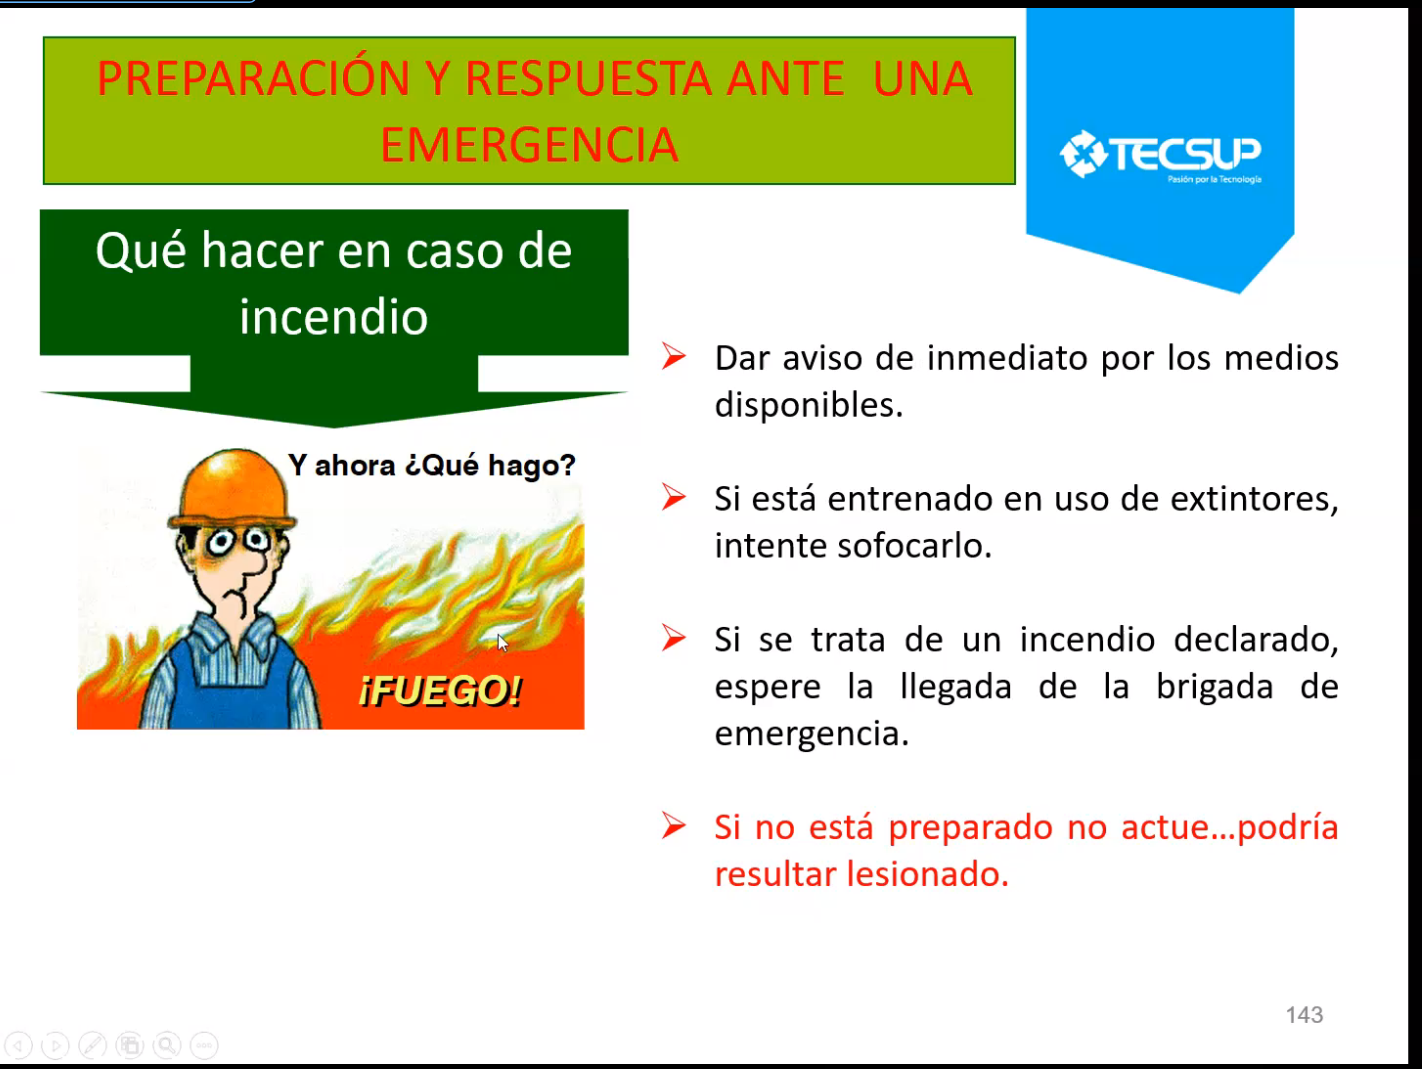 PREPARACIÓN Y RESPUESTA ANTE UNA
EMERGENCIA
TECSUP
Pasión por la Tecnología
Qué hacer en caso de
incendio
Y ahora ¿Qué hago?
¡FUEGO!
Dar aviso de inmediato por los medios
disponibles.
Si está entrenado en uso de extintores,
intente sofocarlo.
Si se trata de un incendio declarado,
espere la llegada de la brigada de
emergencia.
Si no está preparado no actue...podría
resultar lesionado.
143